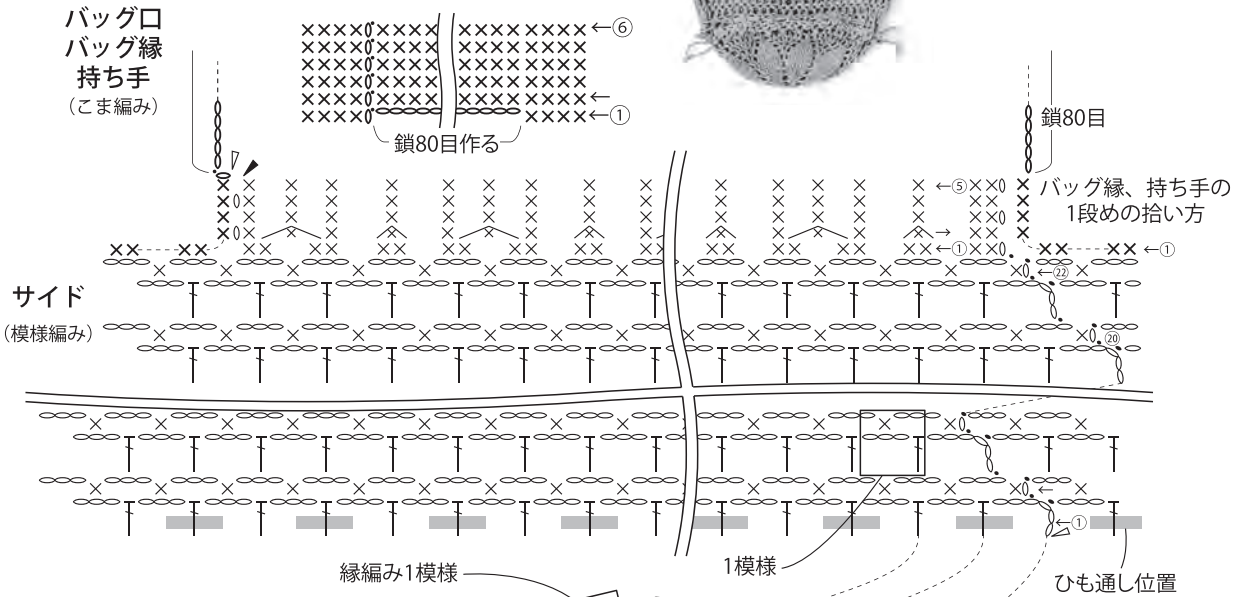 バッグ口
バッグ縁
持ち手
（こま編み）
←⑥
←
←①
鎖80目作る
鎖80目
←⑤
→
←①
バッグ縁、持ち手の
1段めの拾い方
←①
←㉒
サイド
（模様編み）
⑳
←
←①
縁編み1模様
1模様
ひも通し位置